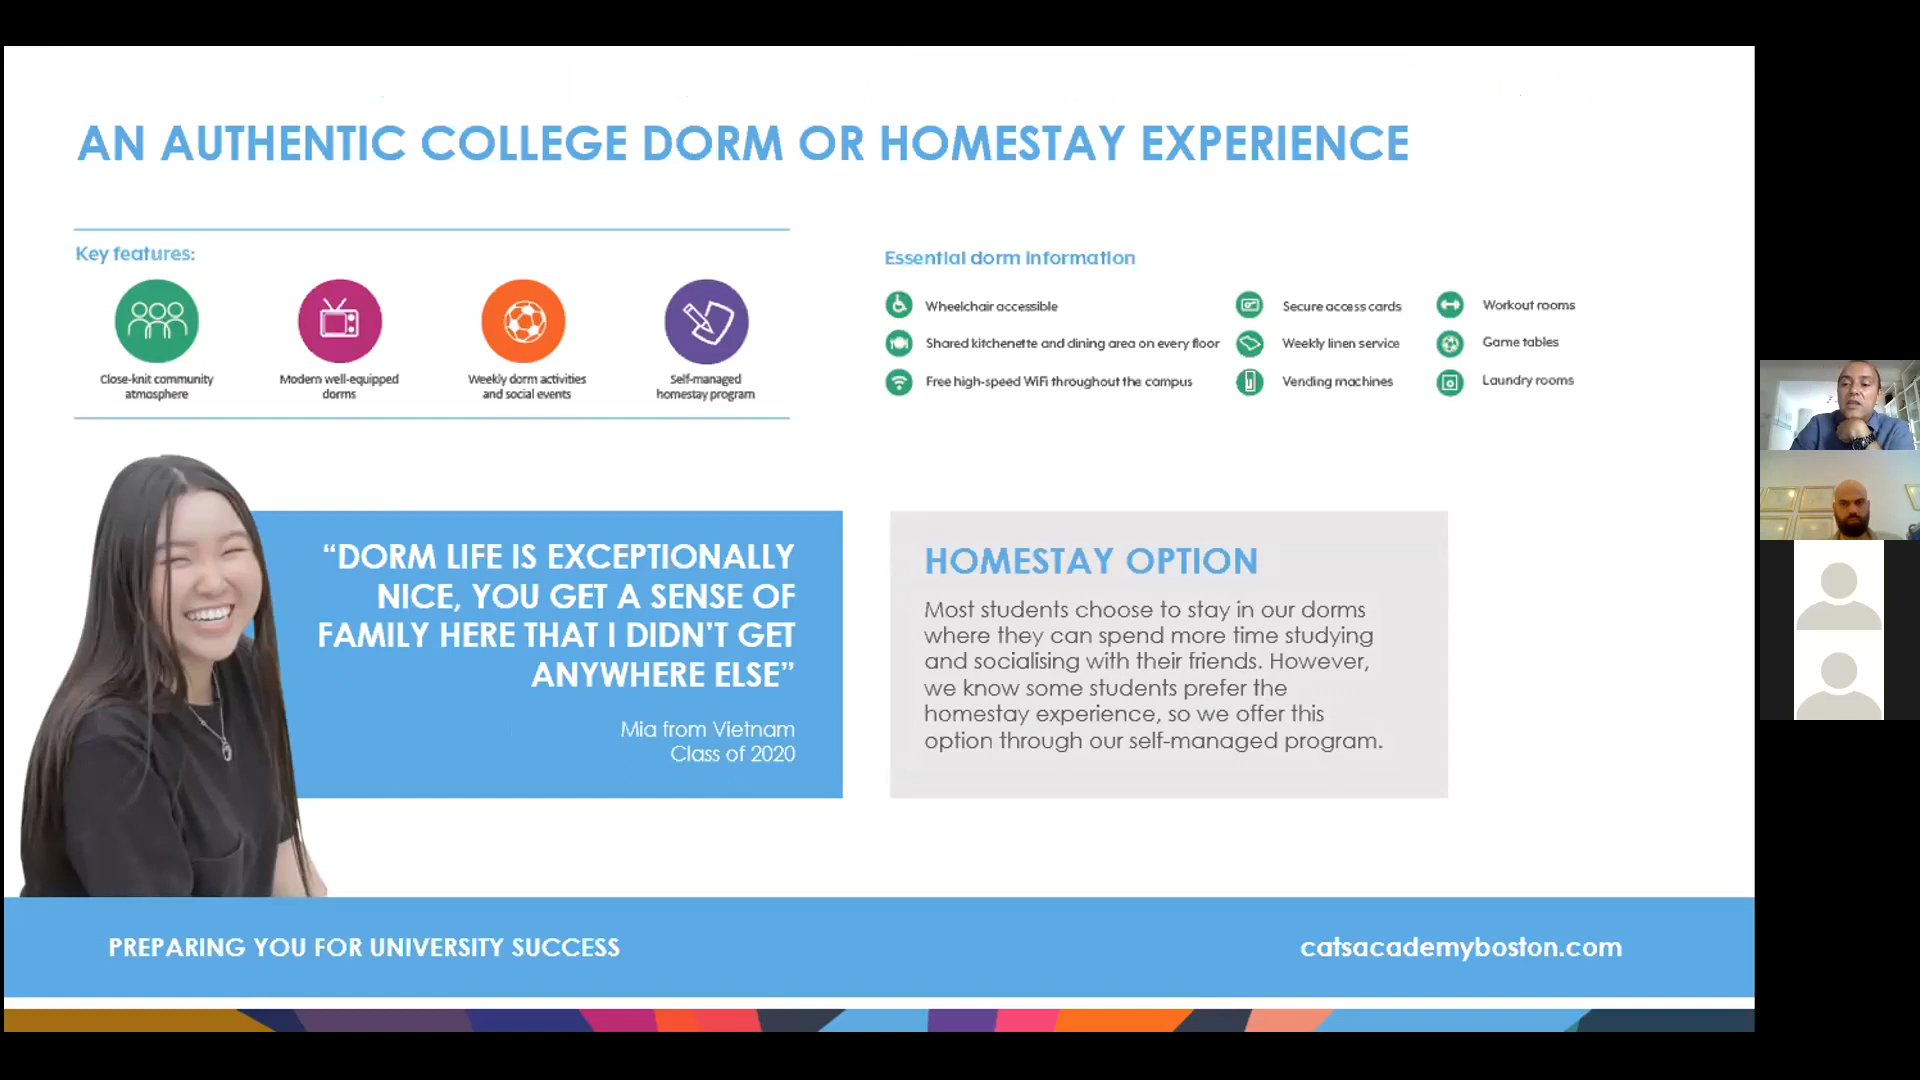 AN AUTHENTIC COLLEGE DORM OR HOMESTAY EXPERIENCE
Key features:
Close-knit community
atmosphere
Modern well-equipped
dorms
Weekly dorm activities
and social events
Self-managed
homestay program
Essential dorm information
Wheelchair accessible
Shared kitchenette and dining area on every floor
Free high-speed WiFi throughout the campus
Secure access cards
Weekly linen service
Vending machines
Workout rooms
Game tables
Laundry rooms
“DORM LIFE IS EXCEPTIONALLY
NICE, YOU GET A SENSE OF
FAMILY HERE THAT I DIDN’T GET
ANYWHERE ELSE”
Mia from Vietnam
Class of 2020
HOMESTAY OPTION
Most students choose to stay in our dorms
where they can spend more time studying
and socialising with their friends. However,
we know some students prefer the
homestay experience, so we offer this
option through our self-managed program.
PREPARING YOU FOR UNIVERSITY SUCCESS
catsacademyboston.com